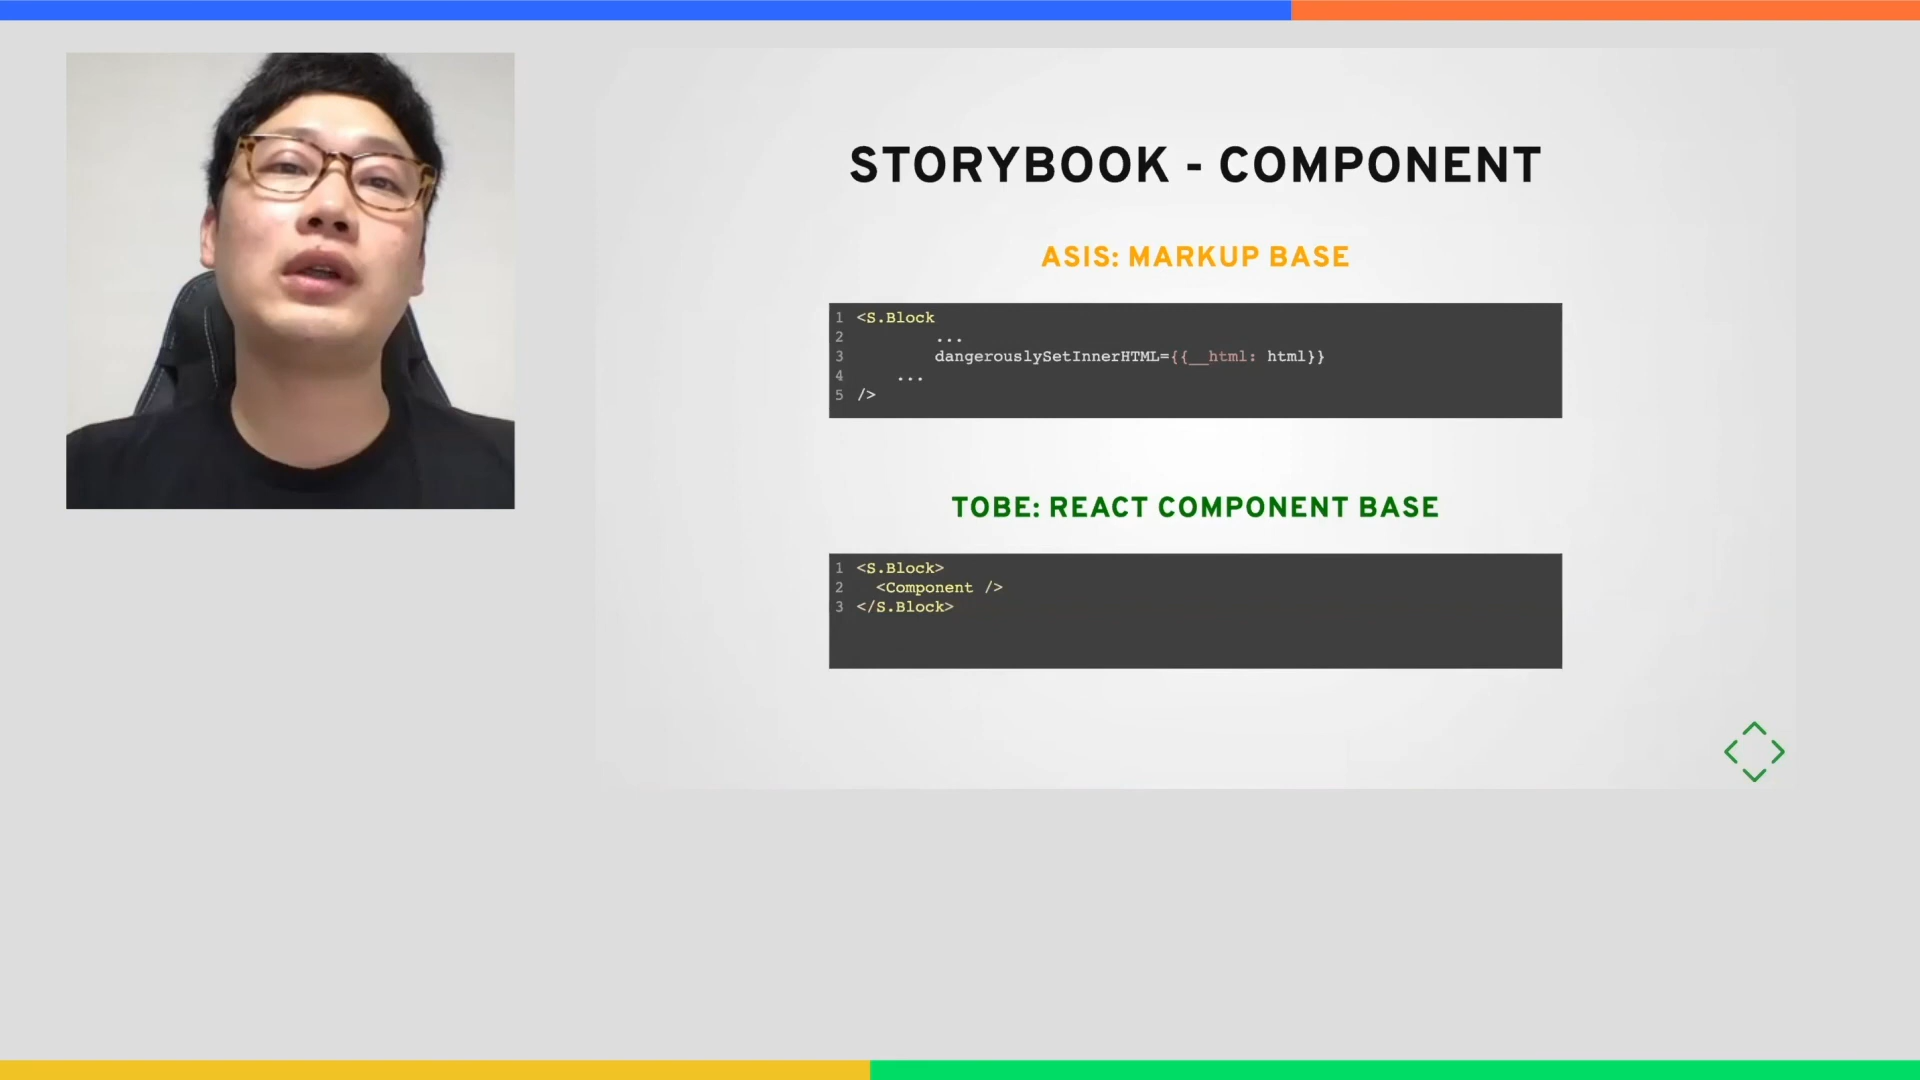 STORYBOOK - COMPONENT
ASIS: MARKUP BASE
1 <S.Block
2 ...
3 dangerouslySetInnerHTML={{__html: html}}
4 ...
5 />
TOBE: REACT COMPONENT BASE
1 <S.Block>
2 <Component />
3 </S.Block>